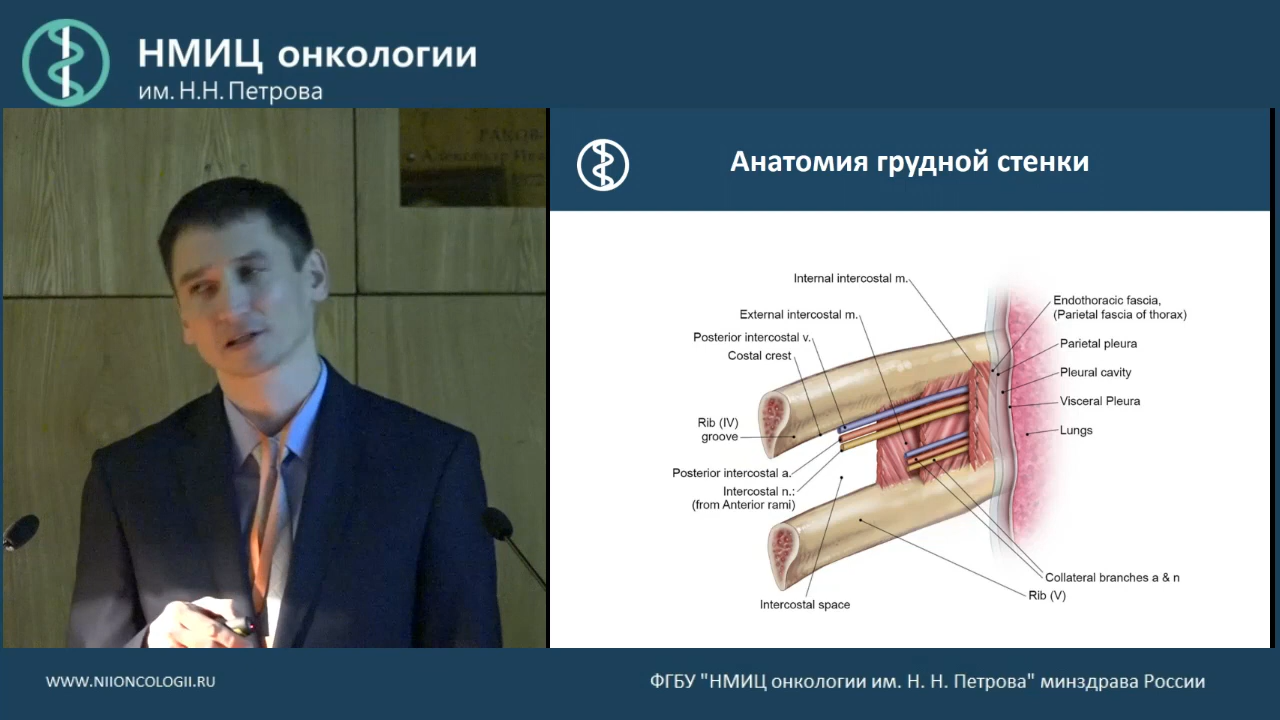 НМИЦ онкологии
им. Н.Н. Петрова
Анатомия грудной стенки
Internal intercostal m.
External intercostal m.
Posterior intercostal v.
Costal crest
Rib (IV)
groove
Posterior intercostal a.
Intercostal n.:
(from Anterior rami)
Intercostal space
Endothoracic fascia,
(Parietal fascia of thorax)
Parietal pleura
Pleural cavity
Visceral Pleura
Lungs
Collateral branches a & n
Rib (V)
WWW.NIIONCOLOGII.RU
ФГБУ "НМИЦ онкологии им. Н. Н. Петрова" минздрава России